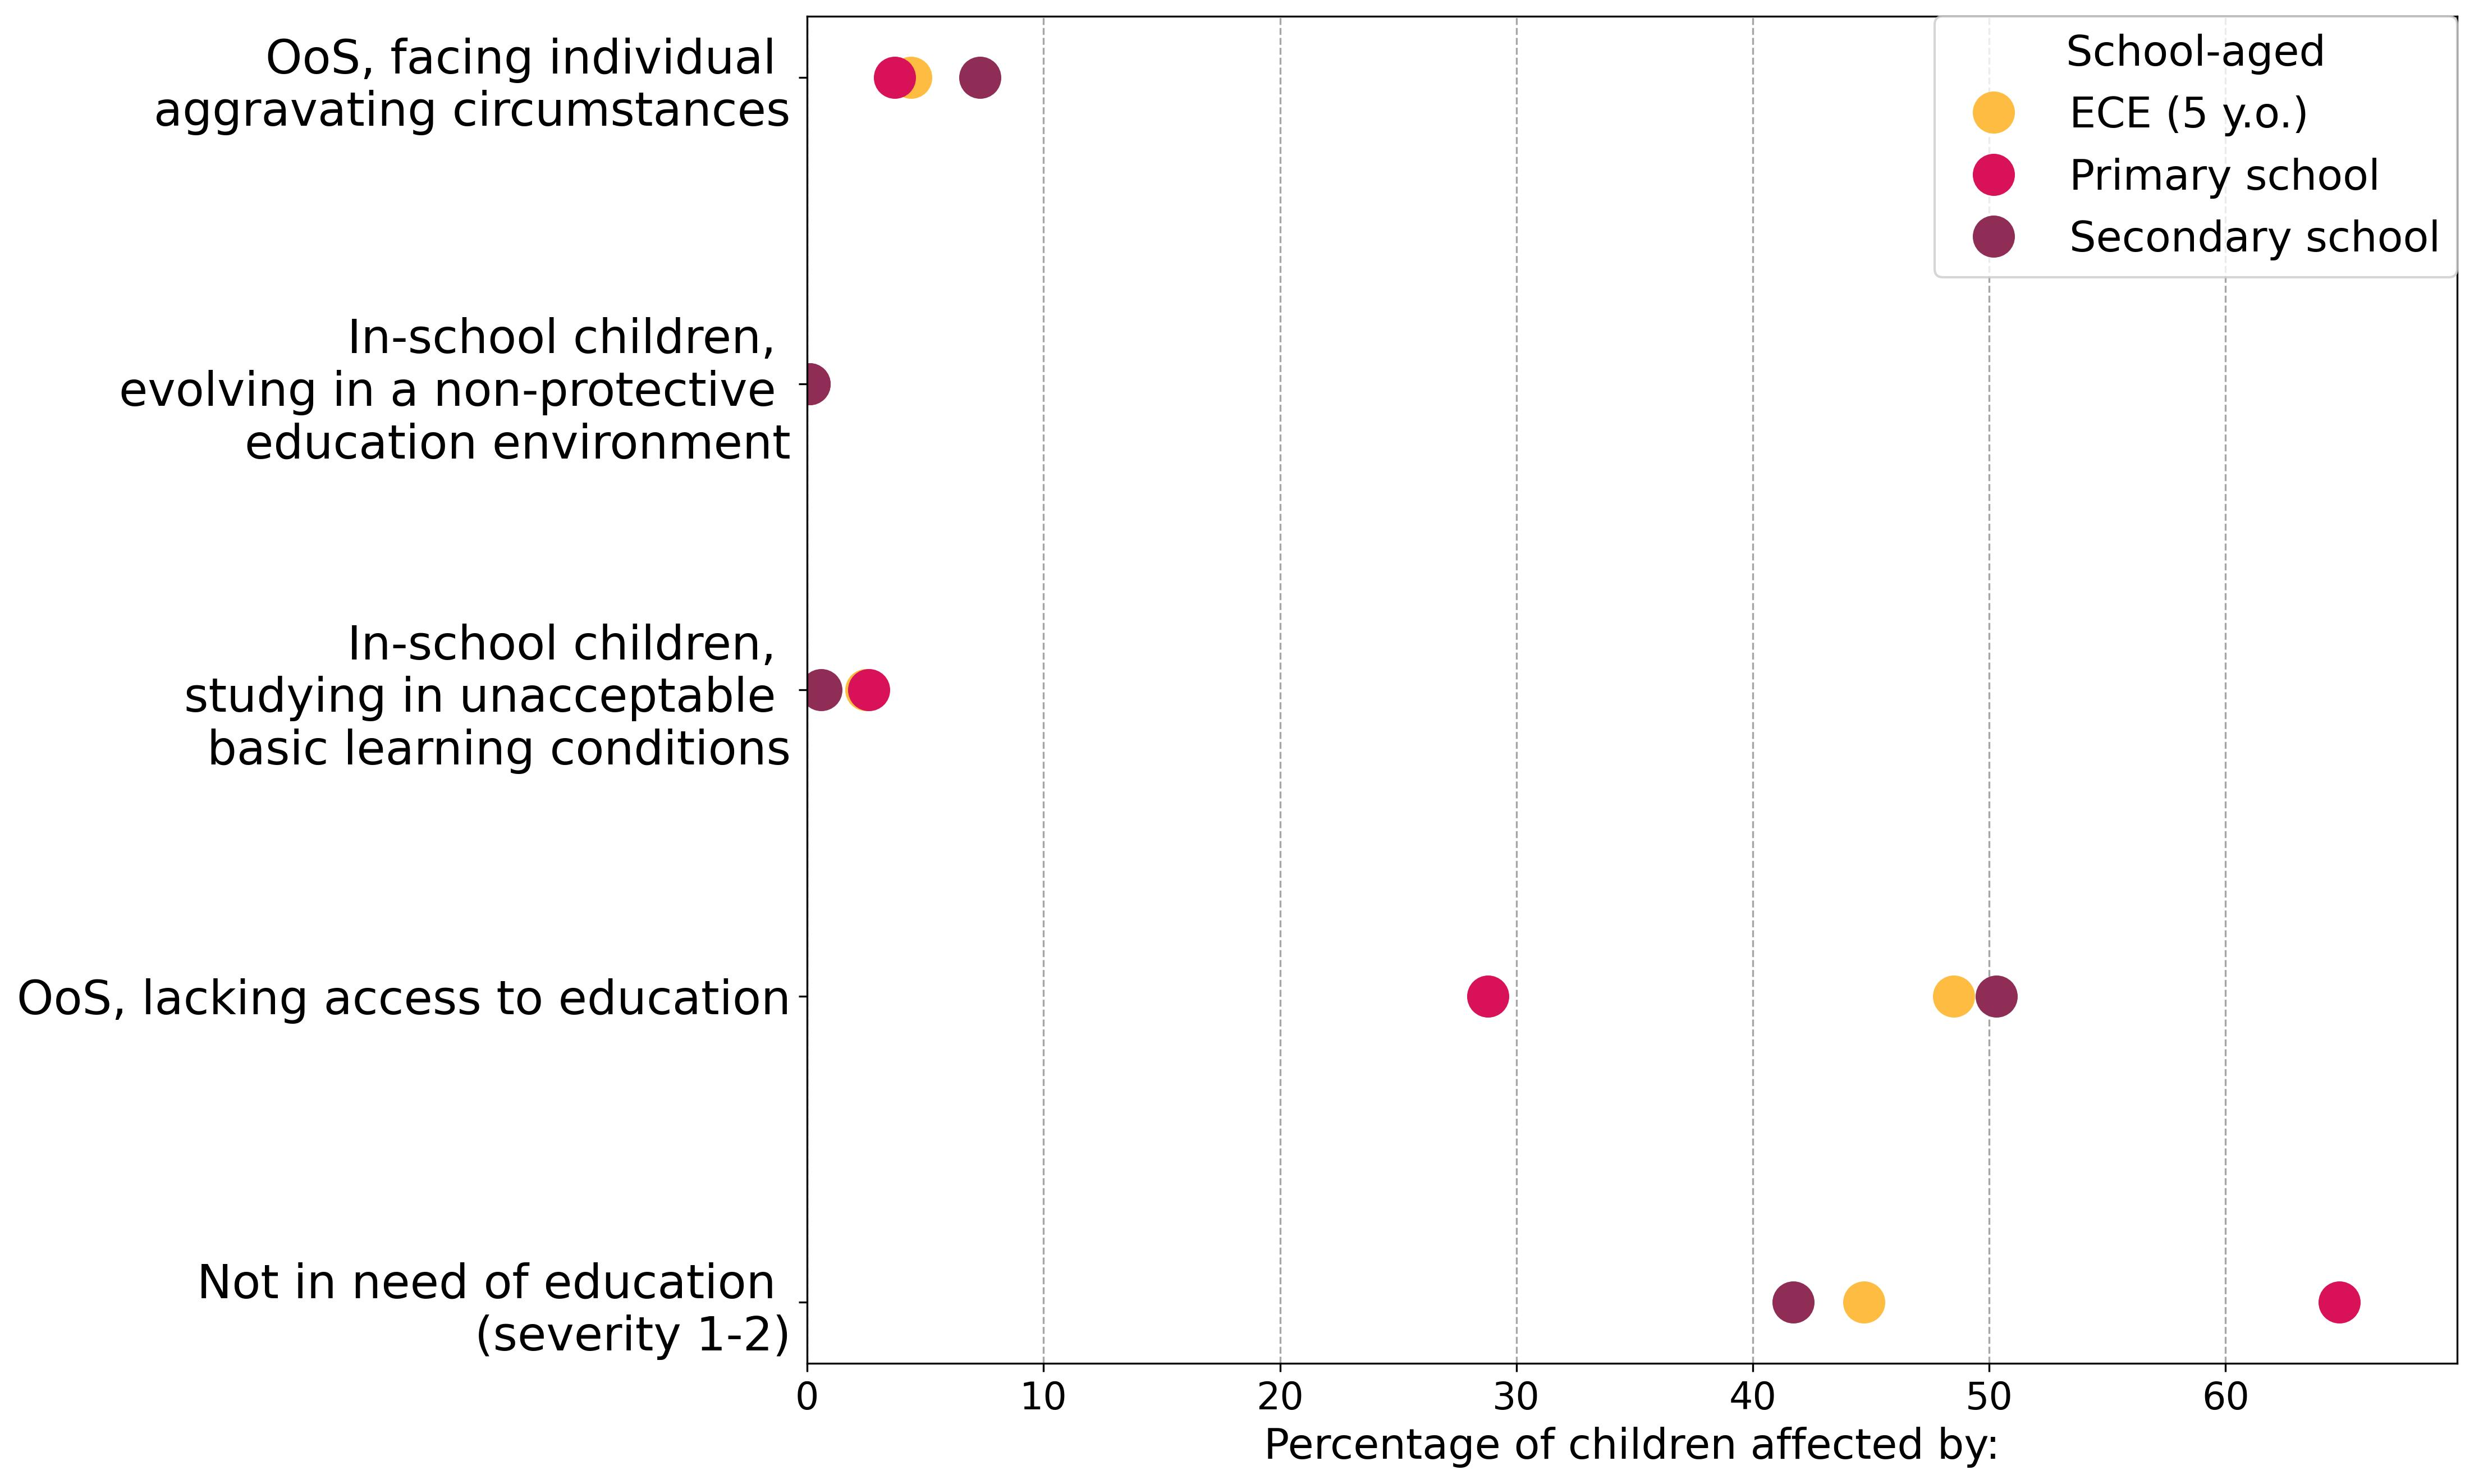 OoS, facing individual
aggravating circumstances
In-school children,
evolving in a non-protective
education environment
In-school children,
studying in unacceptable
basic learning conditions
OoS, lacking access to education
Not in need of education
(severity 1-2)
School-aged
ECE (5 y.o.)
Primary school
Secondary school
0 10 20 30 40 50 60
Percentage of children affected by: